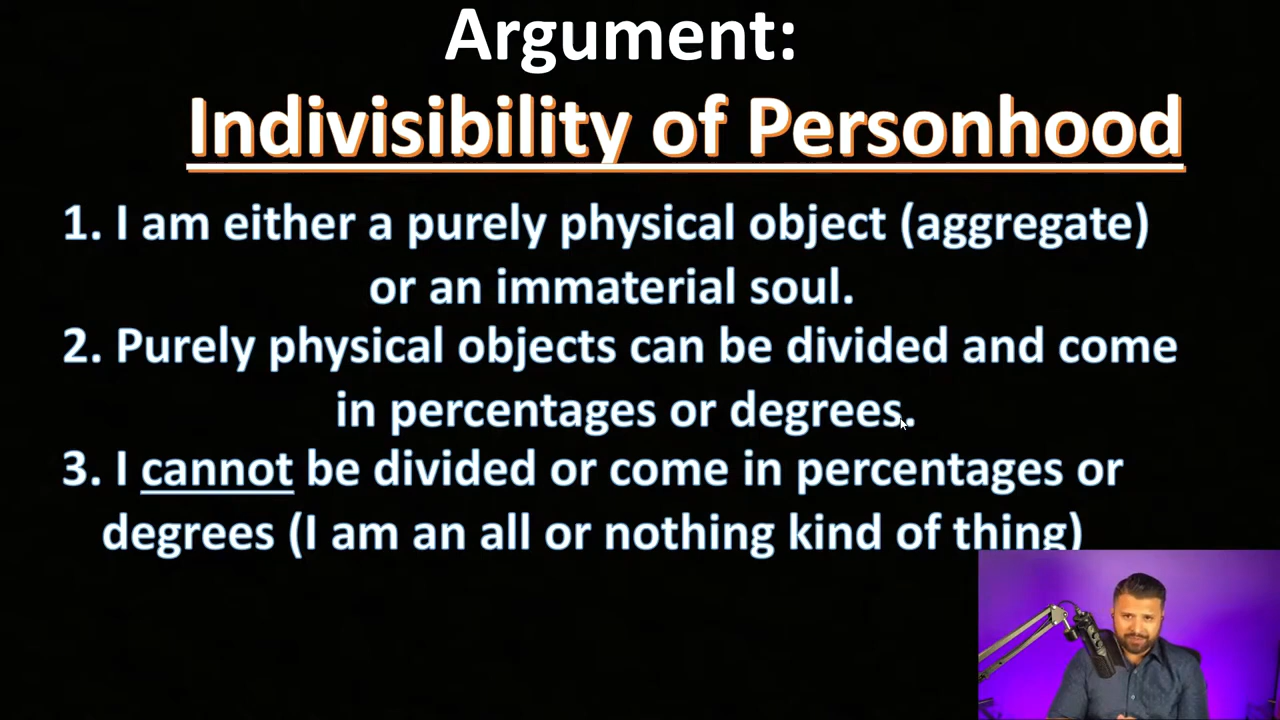 Argument:
Indivisibility of Personhood
1. I am either a purely physical object (aggregate)
or an immaterial soul.
2. Purely physical objects can be divided and come
in percentages or degrees.
3. I cannot be divided or come in percentages or
degrees (I am an all or nothing kind of thing)